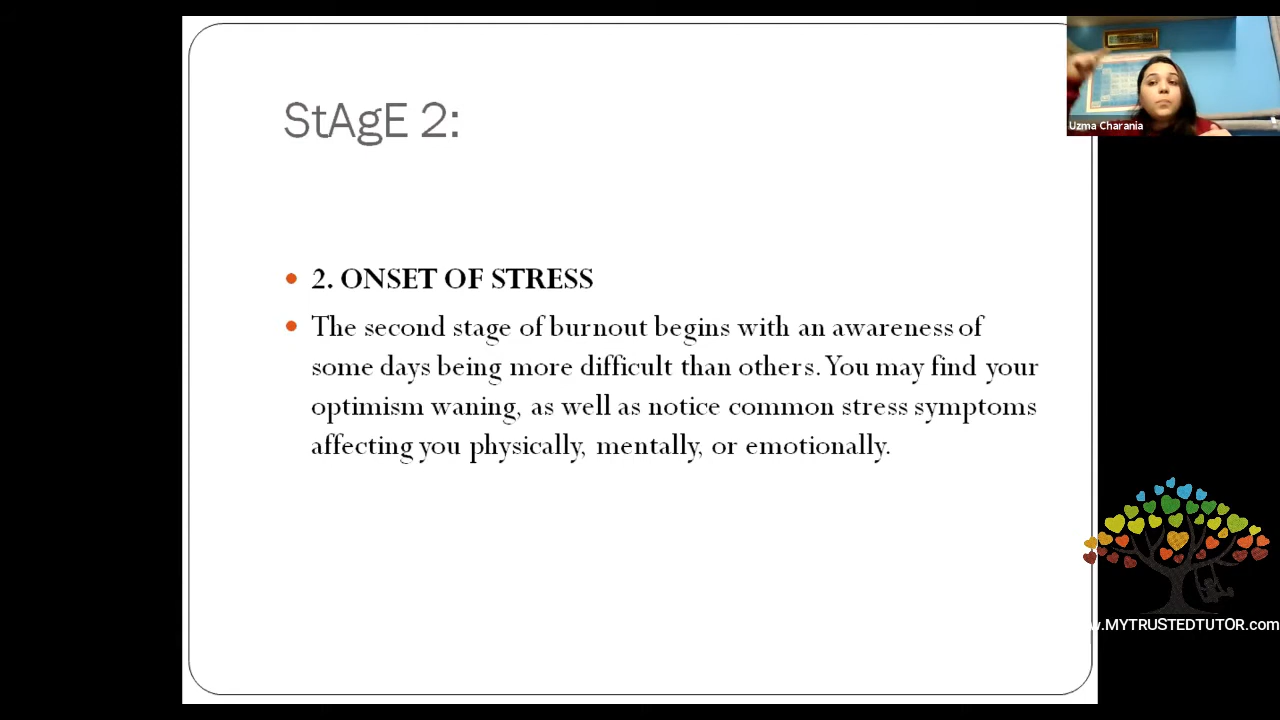 StAgE 2:
2. ONSET OF STRESS
The second stage of burnout begins with an awareness of
some days being more difficult than others. You may find your
optimism waning, as well as notice common stress symptoms
affecting you physically, mentally, or emotionally.
Uzma Charania
w.MYTRUSTEDTUTOR.com